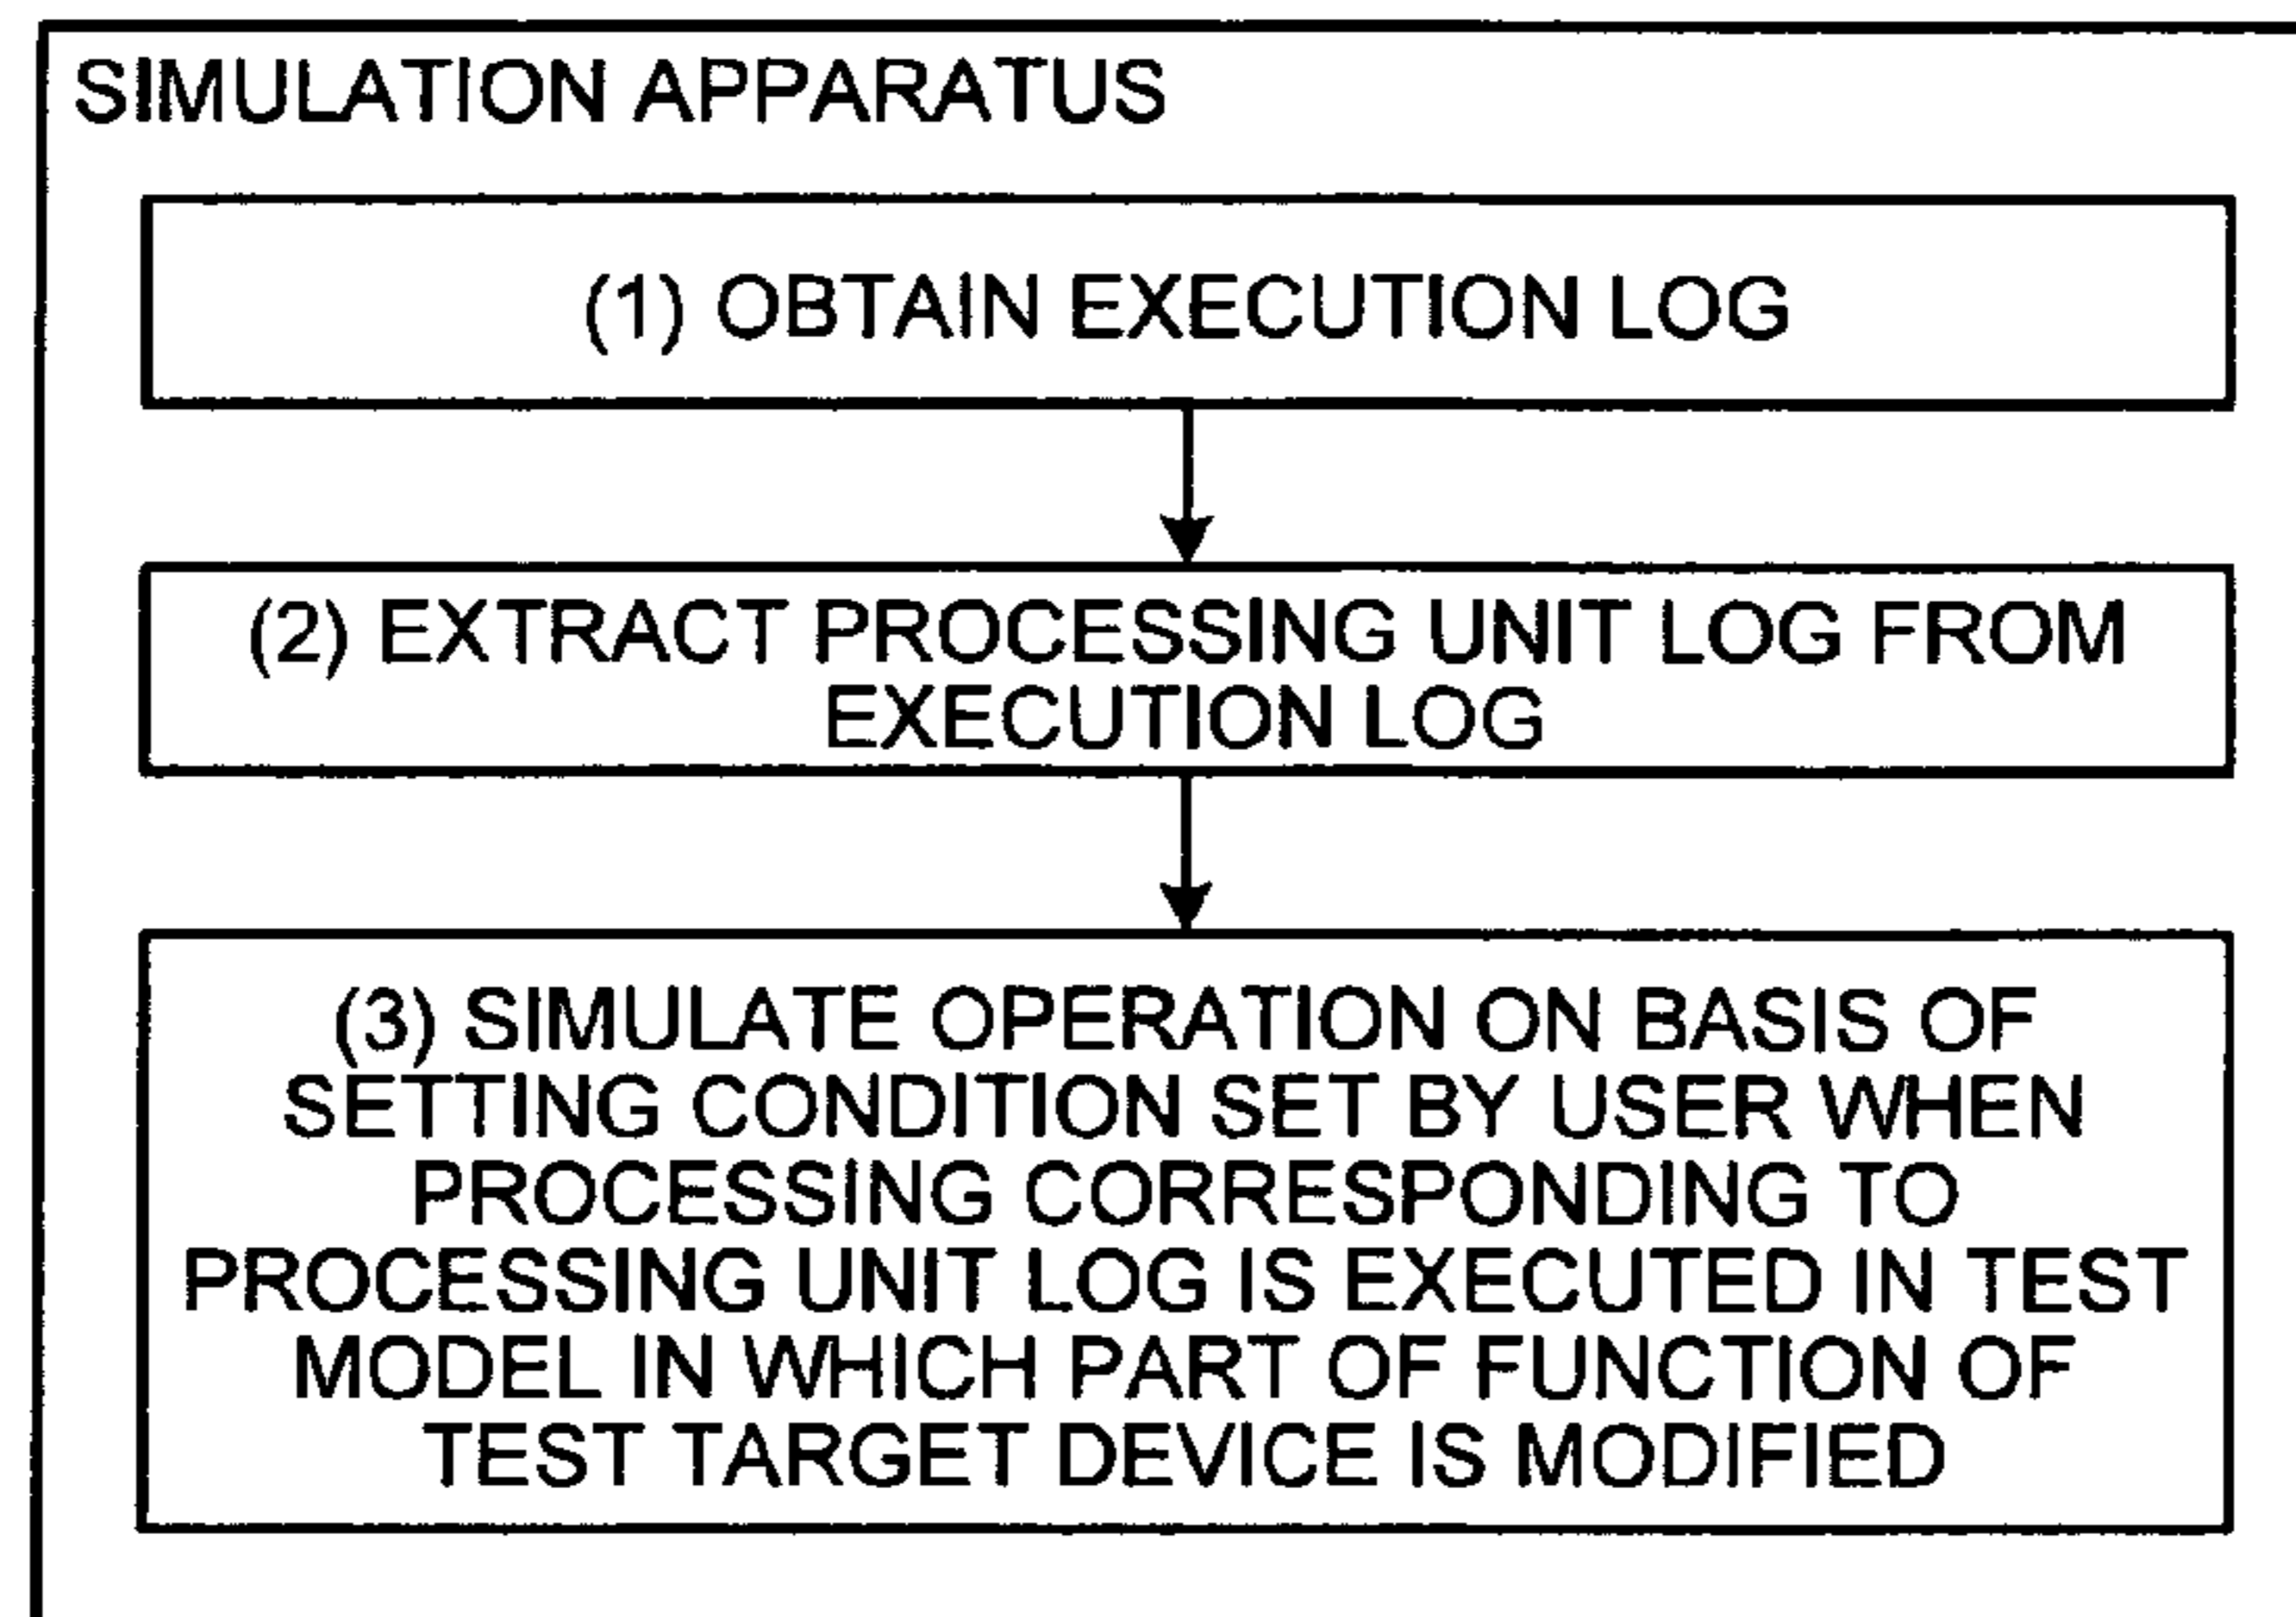 SIMULATION APPARATUS
(1) OBTAIN EXECUTION LOG
(2) EXTRACT PROCESSING UNIT LOG FROM
EXECUTION LOG
(3) SIMULATE OPERATION ON BASIS OF
SETTING CONDITION SET BY USER WHEN
PROCESSING CORRESPONDING TO
PROCESSING UNIT LOG IS EXECUTED IN TEST
MODEL IN WHICH PART OF FUNCTION OF
TEST TARGET DEVICE IS MODIFIED